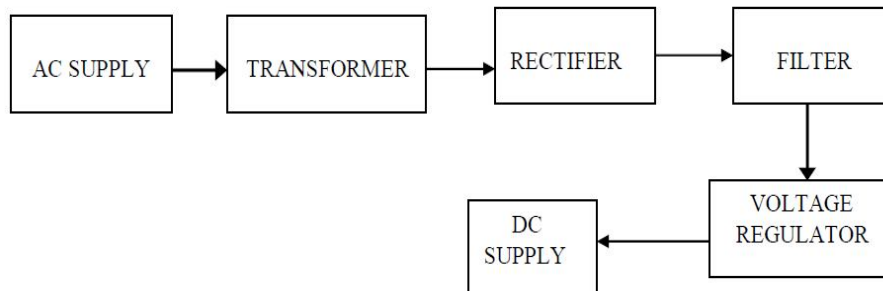 AC SUPPLY
TRANSFORMER
RECTIFIER
FILTER
VOLTAGE
REGULATOR
DC
SUPPLY